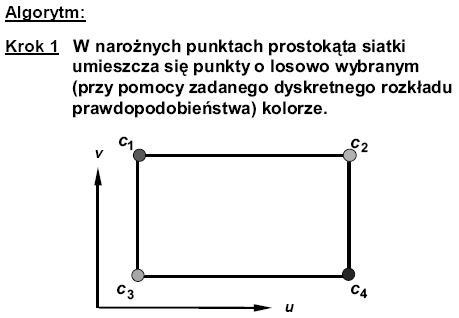 Algorytm:
Krok 1 W narożnych punktach prostokąta siatki
umieszcza się punkty o losowo wybranym
(przy pomocy zadanego dyskretnego rozkładu
prawdopodobieństwa) kolorze.
c1 c2
v
c3 c4
u